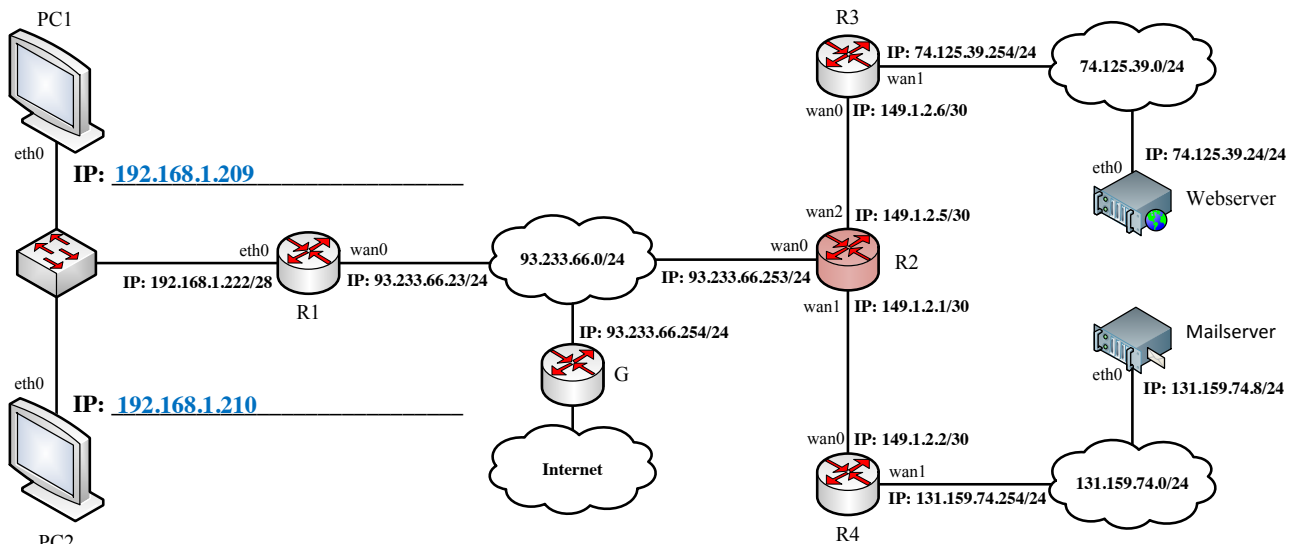 PC1
eth0
IP: 192.168.1.209
eth0
IP: 192.168.1.222/28
R1
wan0
IP: 93.233.66.23/24
93.233.66.0/24
IP: 93.233.66.254/24
G
Internet
eth0
IP: 192.168.1.210
PC2
R3
IP: 74.125.39.254/24
wan1
wan0
IP: 149.1.2.6/30
74.125.39.0/24
IP: 74.125.39.24/24
eth0
Webserver
wan2
IP: 149.1.2.5/30
wan0
IP: 93.233.66.253/24
R2
wan1
IP: 149.1.2.1/30
Mailserver
eth0
IP: 131.159.74.8/24
wan0
IP: 149.1.2.2/30
wan1
IP: 131.159.74.254/24
131.159.74.0/24
R4